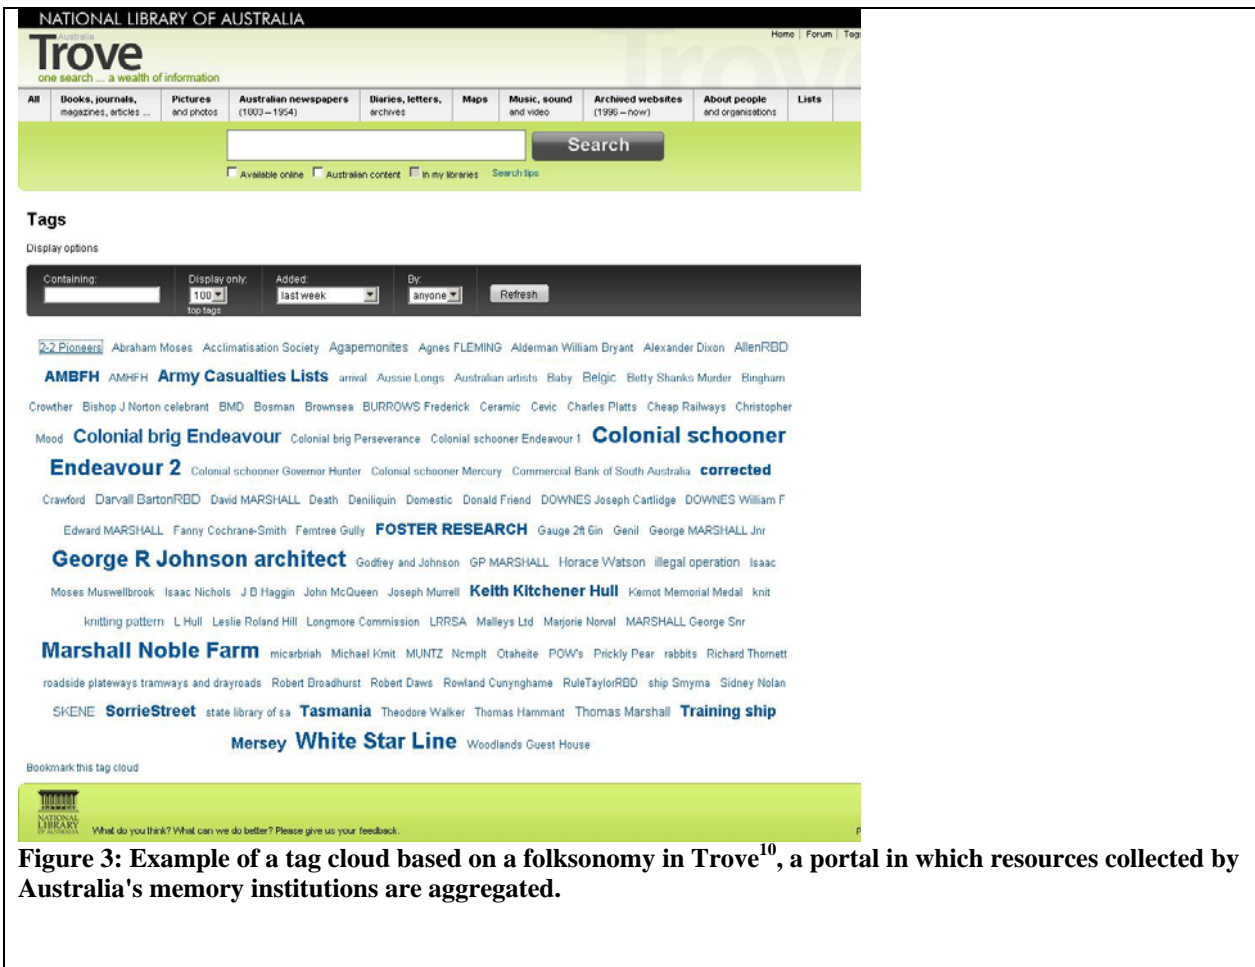 NATIONAL LIBRARY OF AUSTRALIA
Home | Forum | Tags
Australia
Trove
one search ... a wealth of information
All Books, journals, Pictures Australian newspapers Diaries, letters, Maps Music, sound Archived websites About people Lists
magazines, articles ... and photos (1803 – 1954) archives and video (1996 – now) and organisations
Search
Available online Australian content In my libraries Search tips
Tags
Display options
Containing: Display only: Added: By:
100 last week anyone Refresh
top tags
2-2 Pioneers Abraham Moses Acclimatisation Society Agapemonites Agnes FLEMING Alderman William Bryant Alexander Dixon AllenRBD
AMBFH AMHFH Army Casualties Lists arrival Aussie Longs Australian artists Baby Belgic Betty Shanks Murder Bingham
Crowther Bishop J Norton celebrant BMD Bosman Brownsea BURROWS Frederick Ceramic Cevic Charles Platts Cheap Railways Christopher
Mood Colonial brig Endeavour Colonial brig Perseverance Colonial schooner Endeavour 1 Colonial schooner
Endeavour 2 Colonial schooner Governor Hunter Colonial schooner Mercury Commercial Bank of South Australia corrected
Crawford Darvall BartonRBD David MARSHALL Death Deniliquin Domestic Donald Friend DOWNES Joseph Cartlidge DOWNES William F
Edward MARSHALL Fanny Cochrane-Smith Ferntree Gully FOSTER RESEARCH Gauge 2ft 6in Genil George MARSHALL Jnr
George R Johnson architect Godfrey and Johnson GP MARSHALL Horace Watson illegal operation Isaac
Moses Muswellbrook Isaac Nichols J B Haggin John McQueen Joseph Murrell Keith Kitchener Hull Kernot Memorial Medal knit
knitting pattern L Hull Leslie Roland Hill Longmore Commission LRRSA Malleys Ltd Marjorie Norval MARSHALL George Snr
Marshall Noble Farm micarbriah Michael Kmit MUNTZ Ncmplt Otaheite POW's Prickly Pear rabbits Richard Thornett
roadside plateways tramways and drayroads Robert Broadhurst Robert Daws Rowland Cunynghame RuleTaylorRBD ship Smyrna Sidney Nolan
SKENE SorrieStreet state library of sa Tasmania Theodore Walker Thomas Hammant Thomas Marshall Training ship
Mersey White Star Line Woodlands Guest House
Bookmark this tag cloud
NATIONAL
LIBRARY
OF AUSTRALIA
What do you think? What can we do better? Please give us your feedback.
Figure 3: Example of a tag cloud based on a folksonomy in Trove10, a portal in which resources collected by
Australia's memory institutions are aggregated.